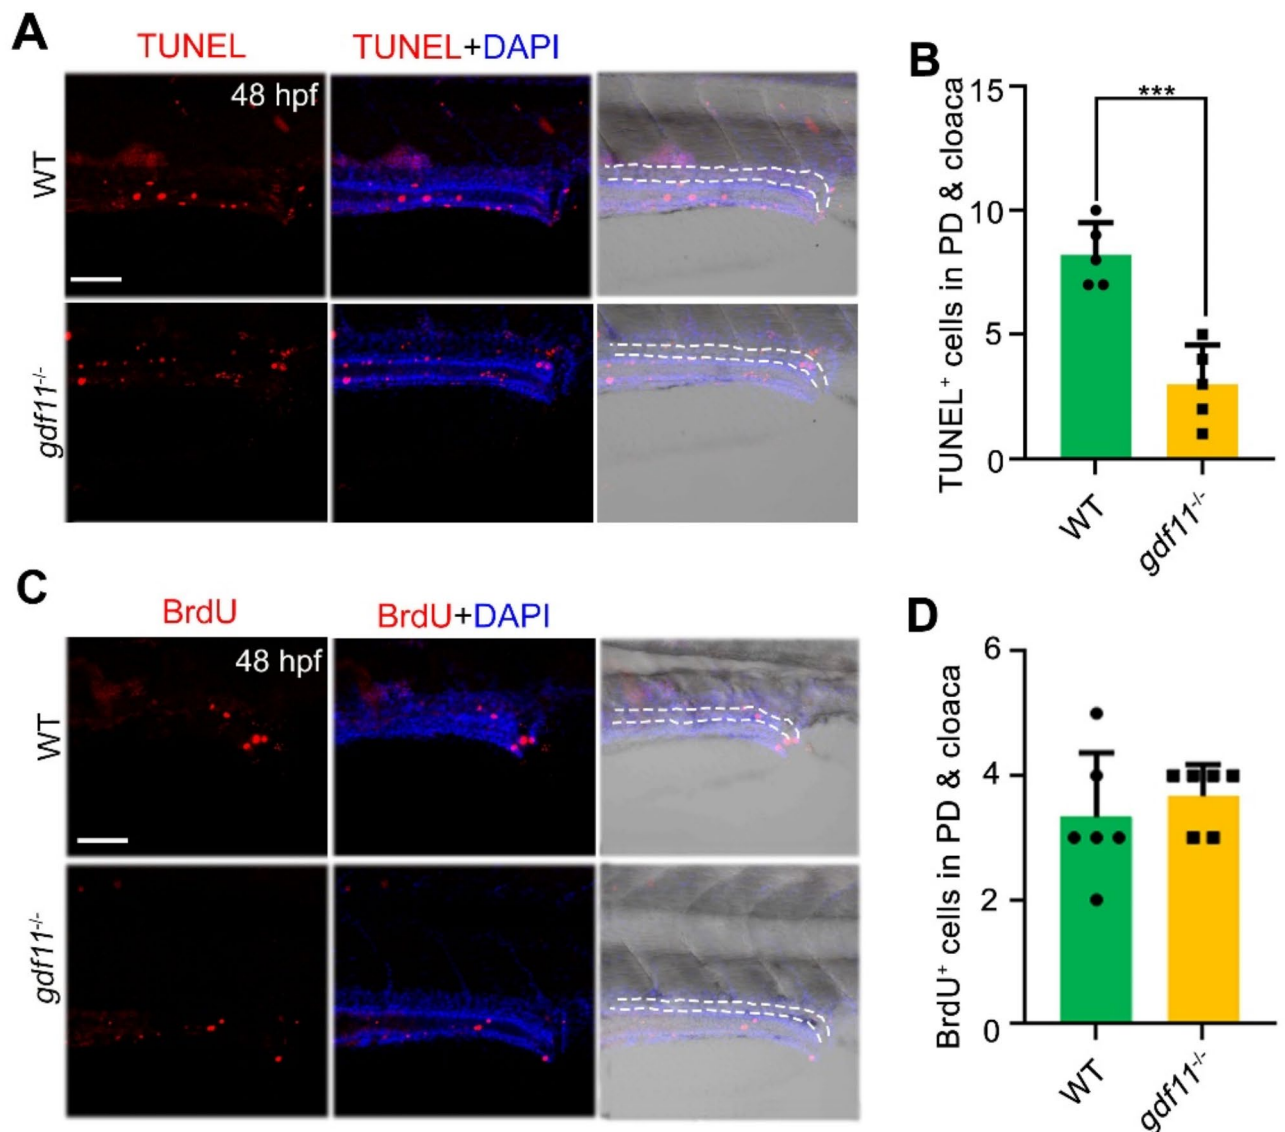 A
TUNEL
TUNEL+DAPI
48 hpf
WT
gdf11-/-
B
TUNEL+ cells in PD & cloaca
15
10
5
0
***
WT
gdf11-/-
C
BrdU
BrdU+DAPI
48 hpf
WT
gdf11-/-
D
BrdU+ cells in PD & cloaca
6
4
2
0
WT
gdf11-/-